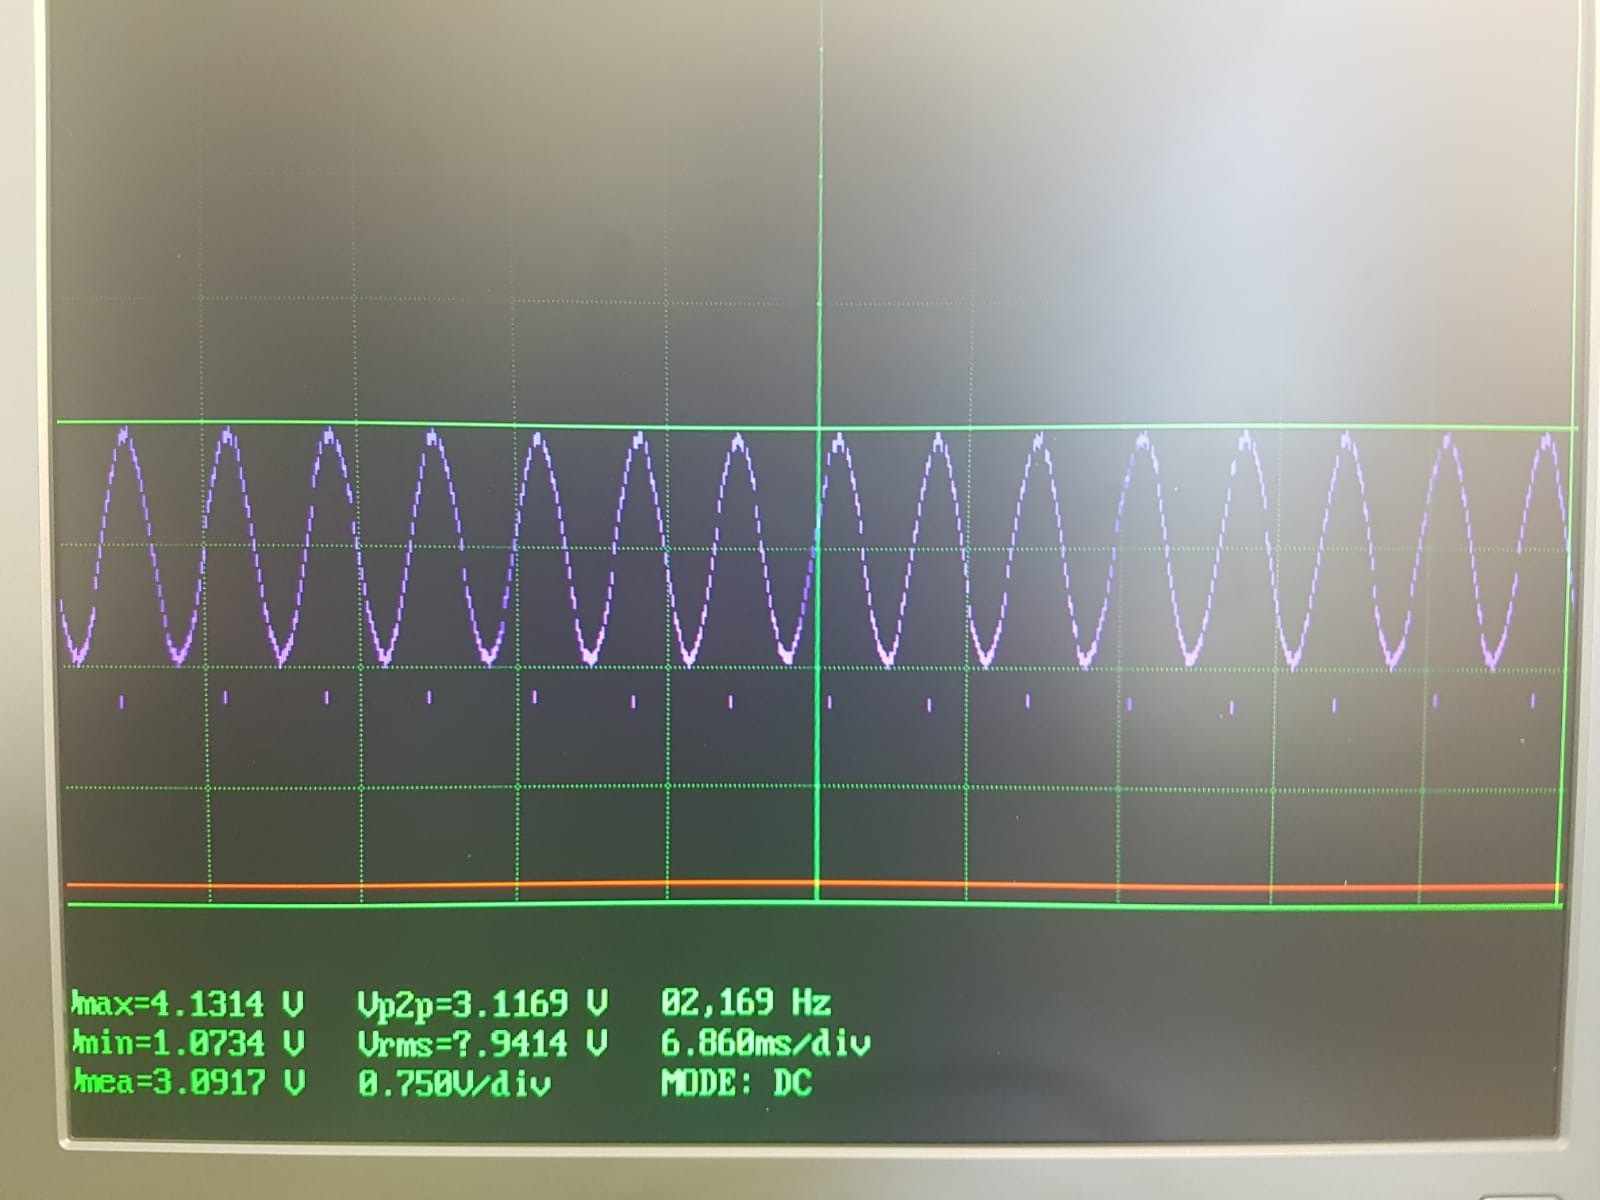 max=4.1314 V Vp2p=3.1169 V 02,169 Hz
min=1.0734 V Vrms=?.9414 V 6.860ms/div
mea=3.0917 V 0.750V/div MODE: DC